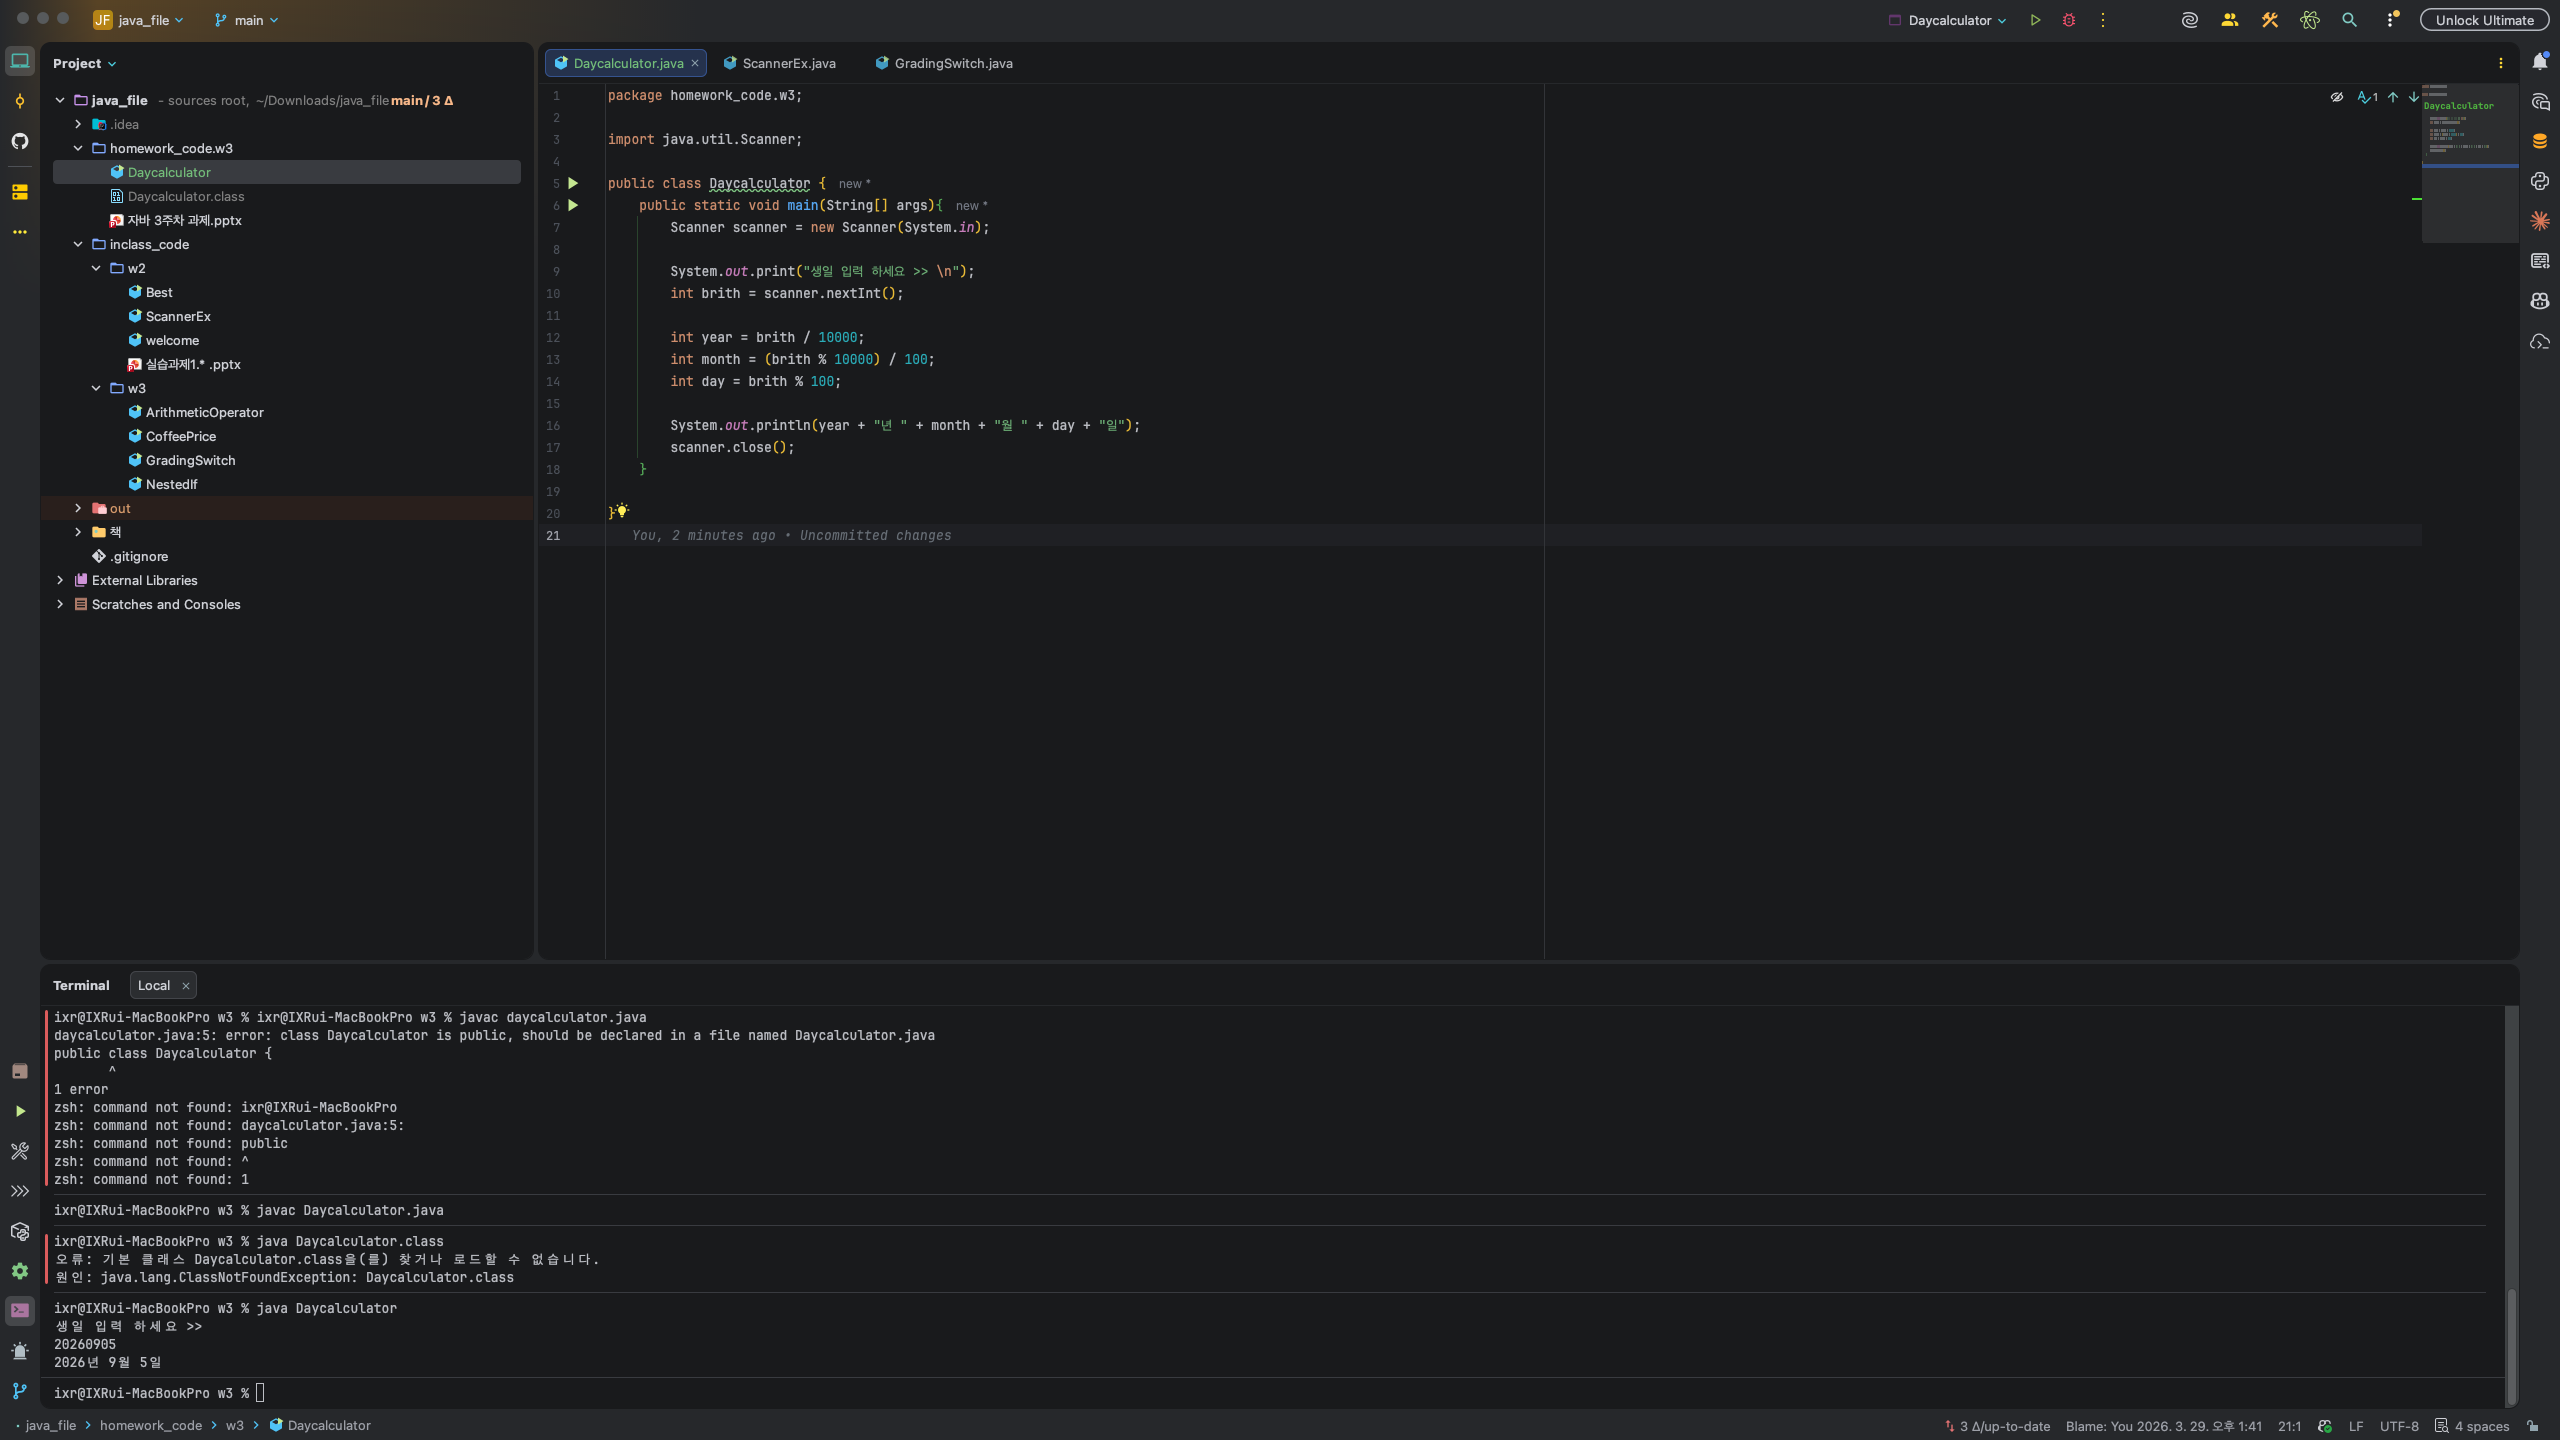 JF java_file main Daycalculator Unlock Ultimate
Project
java_file - sources root, ~/Downloads/java_file main / 3 Δ
.idea
homework_code.w3
Daycalculator
Daycalculator.class
자바 3주차 과제.pptx
inclass_code
w2
Best
ScannerEx
welcome
실습과제1.* .pptx
w3
ArithmeticOperator
CoffeePrice
GradingSwitch
NestedIf
out
책
.gitignore
External Libraries
Scratches and Consoles
Daycalculator.java ScannerEx.java GradingSwitch.java
1 package homework_code.w3;
2
3 import java.util.Scanner;
4
5 public class Daycalculator { new *
6 public static void main(String[] args){ new *
7 Scanner scanner = new Scanner(System.in);
8
9 System.out.print("생일 입력 하세요 >> \n");
10 int brith = scanner.nextInt();
11
12 int year = brith / 10000;
13 int month = (brith % 10000) / 100;
14 int day = brith % 100;
15
16 System.out.println(year + "년 " + month + "월 " + day + "일");
17 scanner.close();
18 }
19
20 }
21 You, 2 minutes ago • Uncommitted changes
1
Daycalculator
Terminal Local
ixr@IXRui-MacBookPro w3 % ixr@IXRui-MacBookPro w3 % javac daycalculator.java
daycalculator.java:5: error: class Daycalculator is public, should be declared in a file named Daycalculator.java
public class Daycalculator {
^
1 error
zsh: command not found: ixr@IXRui-MacBookPro
zsh: command not found: daycalculator.java:5:
zsh: command not found: public
zsh: command not found: ^
zsh: command not found: 1
ixr@IXRui-MacBookPro w3 % javac Daycalculator.java
ixr@IXRui-MacBookPro w3 % java Daycalculator.class
오류: 기본 클래스 Daycalculator.class을(를) 찾거나 로드할 수 없습니다.
원인: java.lang.ClassNotFoundException: Daycalculator.class
ixr@IXRui-MacBookPro w3 % java Daycalculator
생일 입력 하세요 >>
20260905
2026년 9월 5일
ixr@IXRui-MacBookPro w3 %
java_file > homework_code > w3 > Daycalculator 3 Δ/up-to-date Blame: You 2026. 3. 29. 오후 1:41 21:1 LF UTF-8 4 spaces